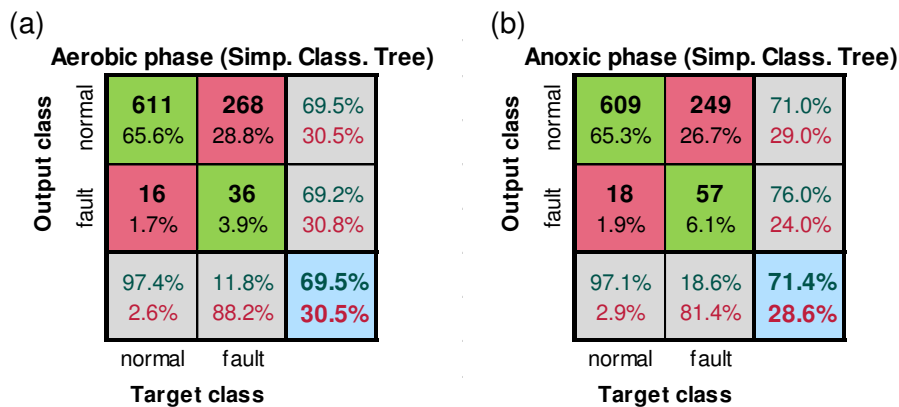 (a)
Aerobic phase (Simp. Class. Tree)
Output class
normal
611 268 69.5%
65.6% 28.8% 30.5%
fault
16 36 69.2%
1.7% 3.9% 30.8%
97.4% 11.8% 69.5%
2.6% 88.2% 30.5%
normal fault
Target class
(b)
Anoxic phase (Simp. Class. Tree)
Output class
normal
609 249 71.0%
65.3% 26.7% 29.0%
fault
18 57 76.0%
1.9% 6.1% 24.0%
97.1% 18.6% 71.4%
2.9% 81.4% 28.6%
normal fault
Target class